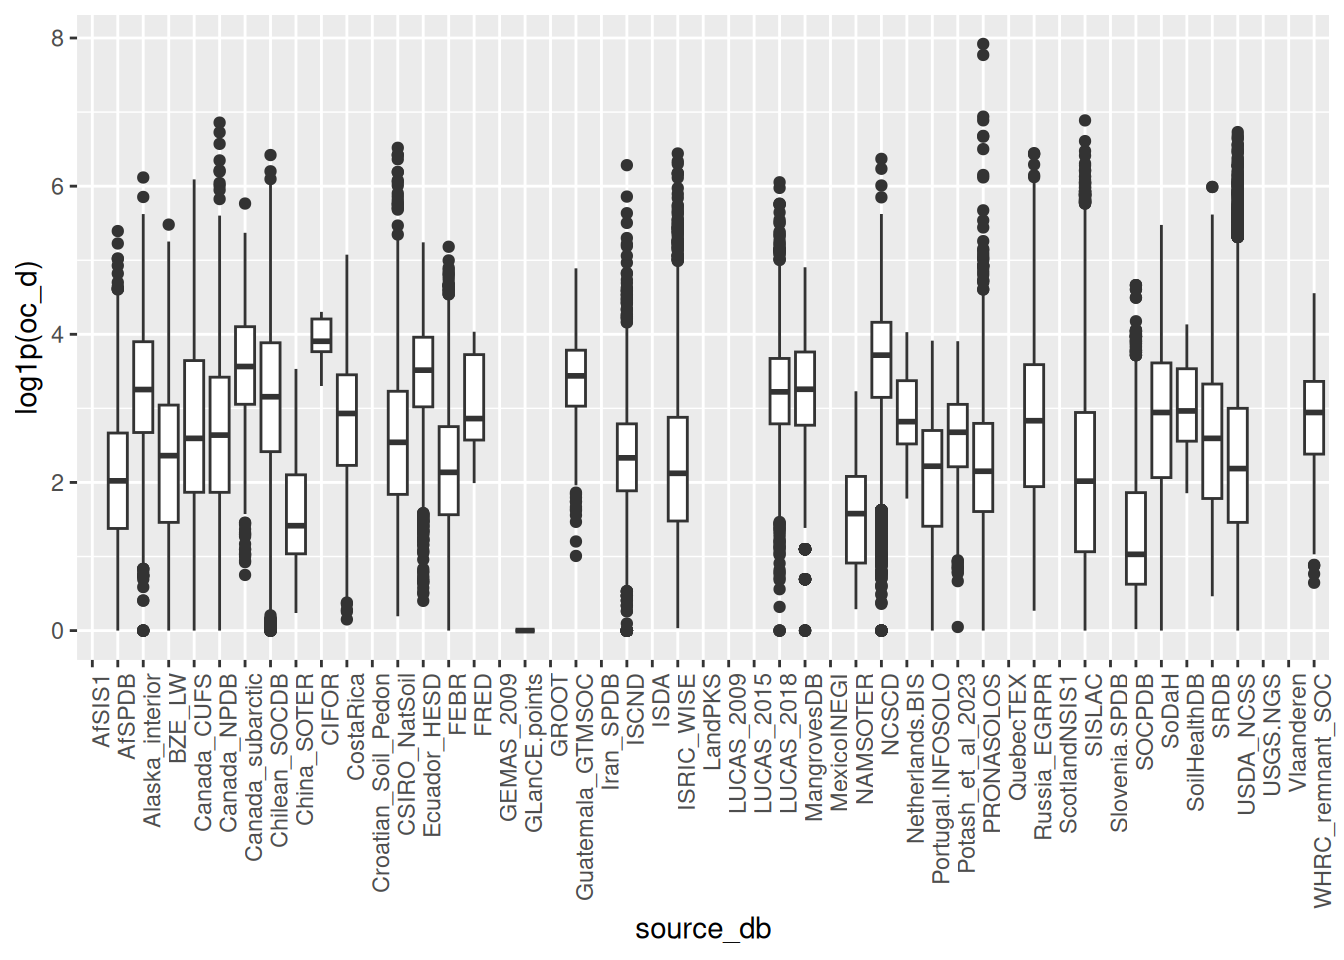 8
6
4
2
0
log1p(oc_d)
AfSIS1
AfSPDB
Alaska_interior
BZE_LW
Canada_CUFS
Canada_NPDB
Canada_subarctic
Chilean_SOCDB
China_SOTER
CIFOR
CostaRica
Croatian_Soil_Pedon
CSIRO_NatSoil
Ecuador_HESD
FEBR
FRED
GEMAS_2009
GLanCE.points
GROOT
Guatemala_GTMSOC
Iran_SPDB
ISCND
ISDA
ISRIC_WISE
LandPKS
LUCAS_2009
LUCAS_2015
LUCAS_2018
MangrovesDB
MexicoINEGI
NAMSOTER
NCSCD
Netherlands.BIS
Portugal.INFOSOLO
Potash_et_al_2023
PRONASOLOS
QuebecTEX
Russia_EGRPR
ScotlandNSIS1
SISLAC
Slovenia.SPDB
SOCPDB
SoDaH
SoilHealthDB
SRDB
USDA_NCSS
USGS.NGS
Vlaanderen
WHRC_remnant_SOC
source_db